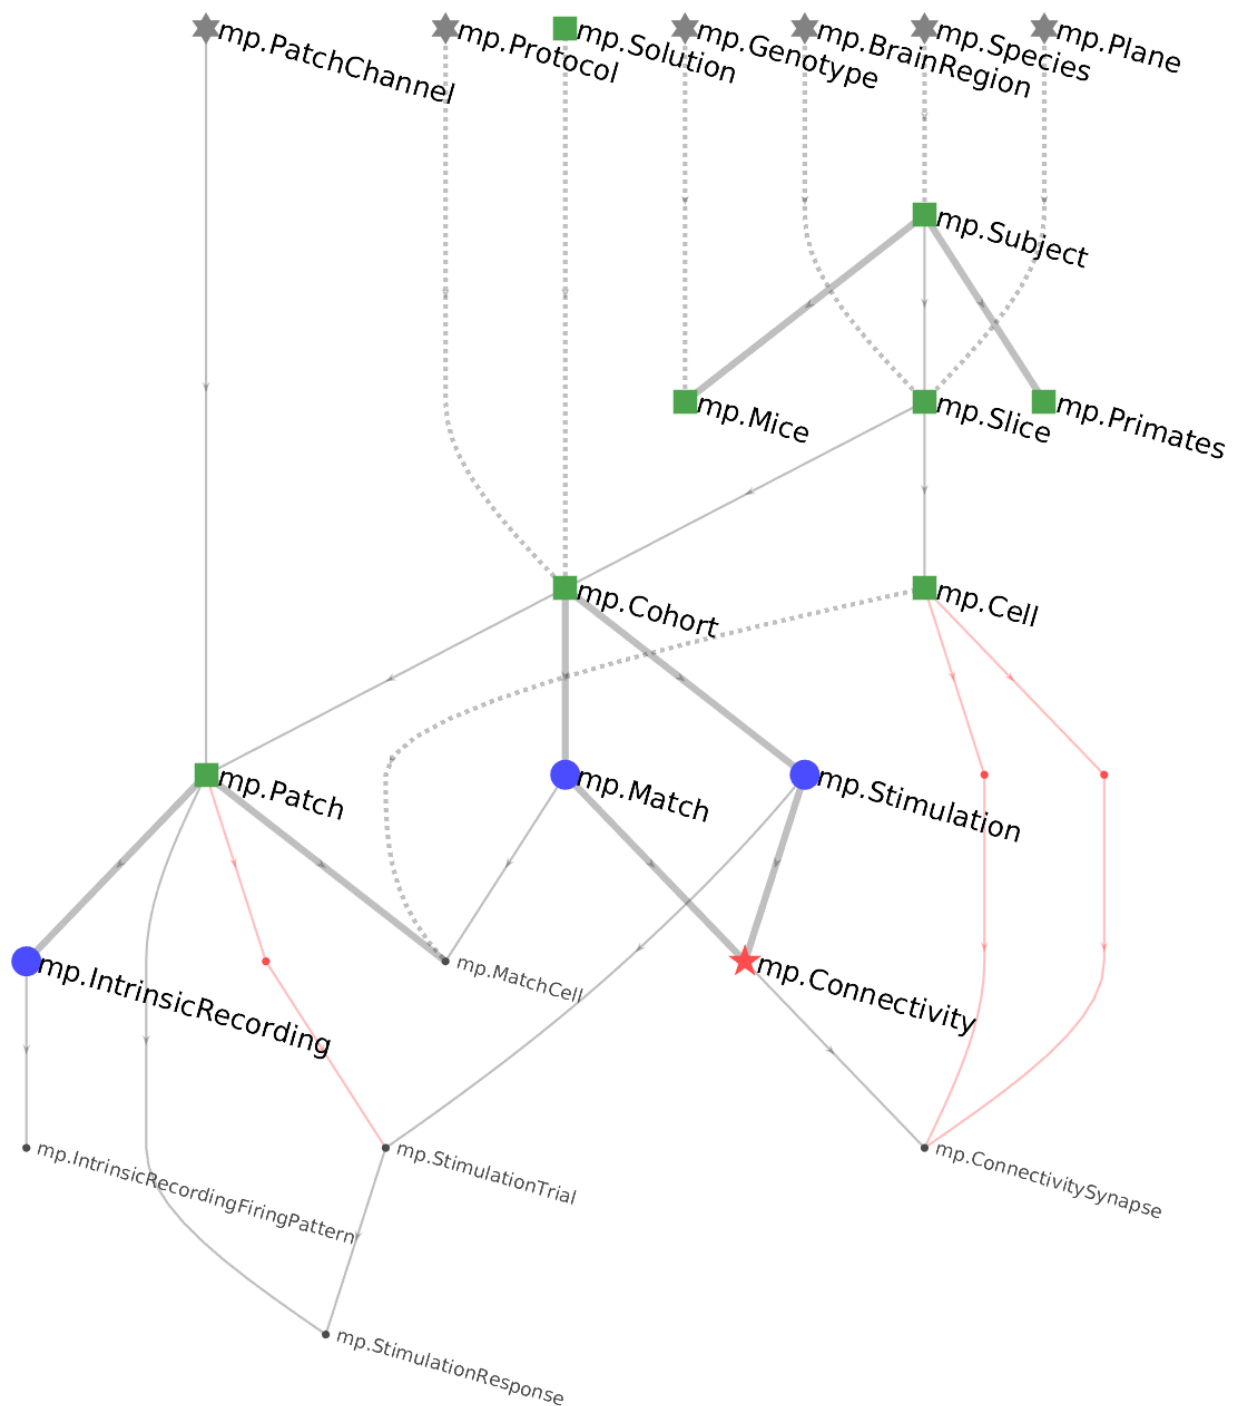 mp.PatchChannel
mp.Protocol
mp.Solution
mp.Genotype
mp.BrainRegion
mp.Species
mp.Plane
mp.Subject
mp.Mice
mp.Slice
mp.Primates
mp.Cohort
mp.Cell
mp.Patch
mp.Match
mp.Stimulation
mp.IntrinsicRecording
mp.MatchCell
mp.Connectivity
mp.IntrinsicRecordingFiringPattern
mp.StimulationTrial
mp.ConnectivitySynapse
mp.StimulationResponse